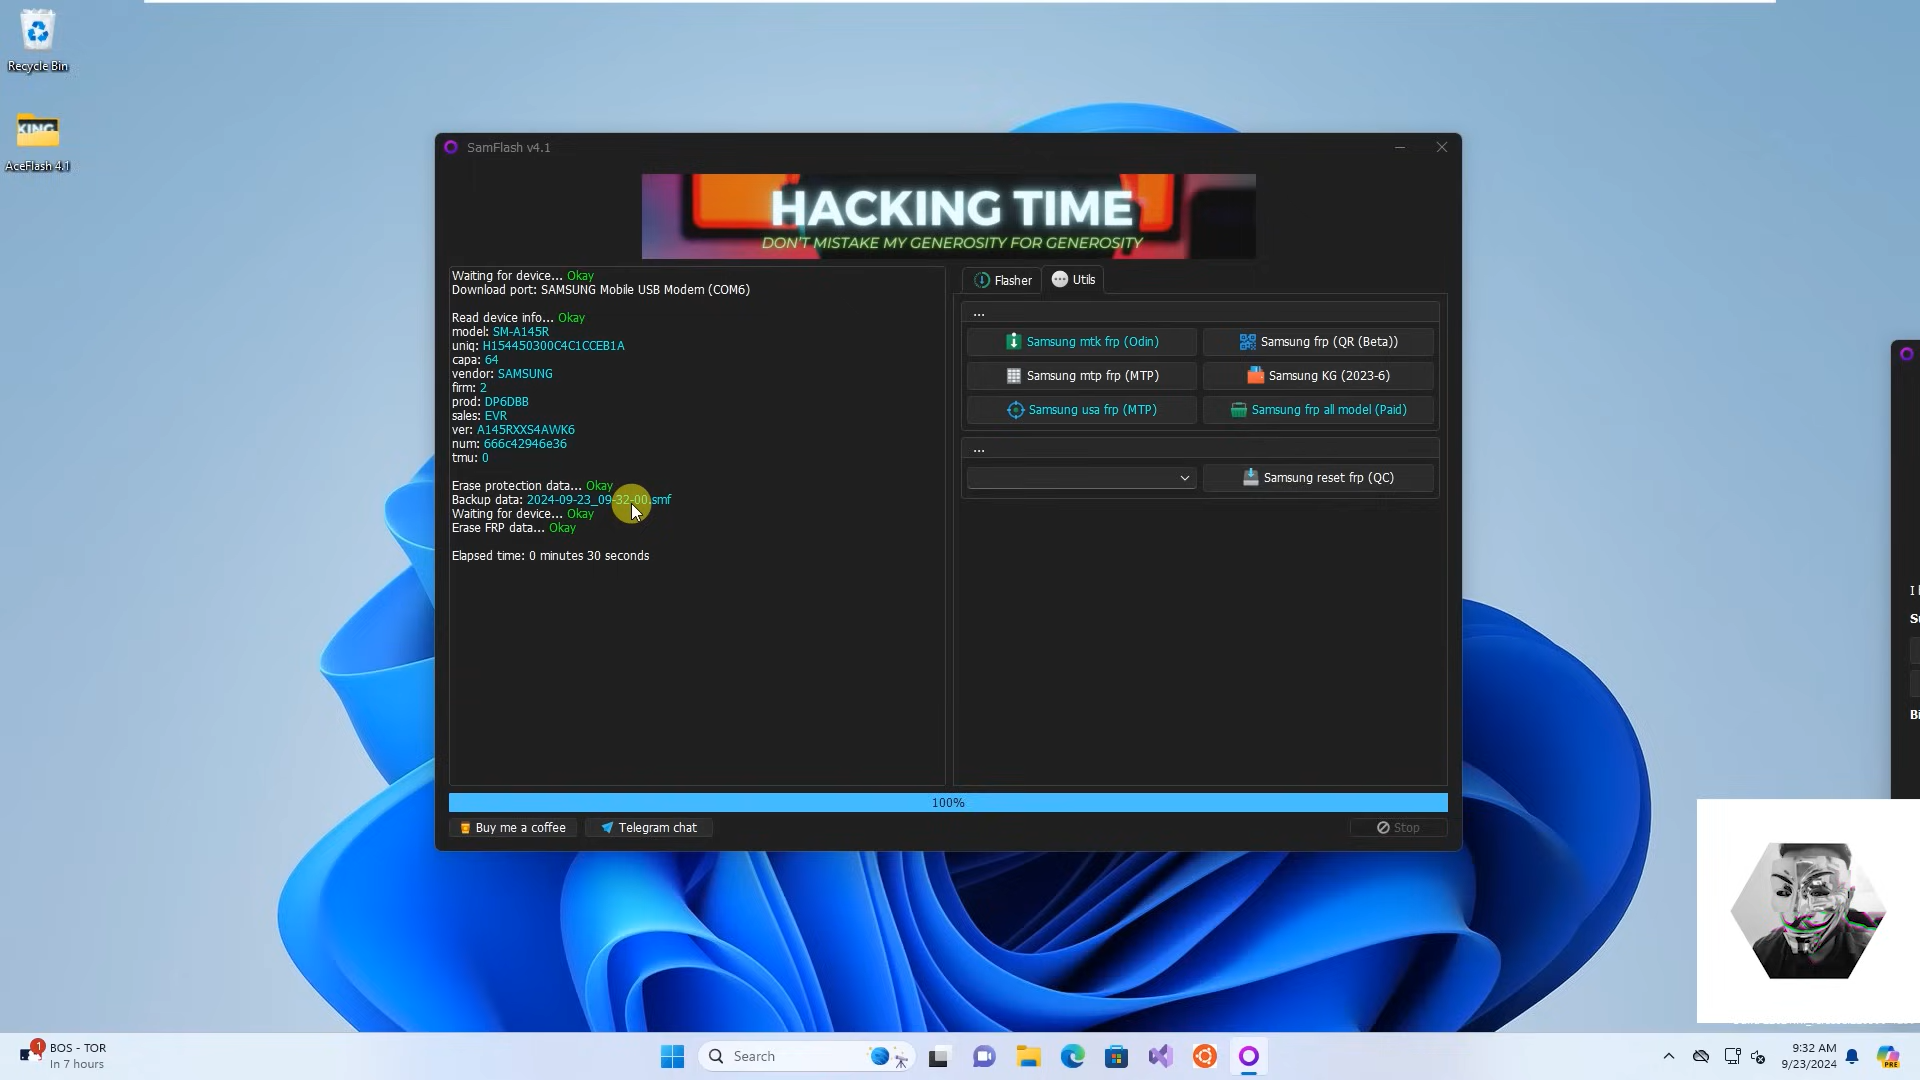 Recycle Bin
KING
AceFlash 4.1
SamFlash v4.1
HACKING TIME
DON'T MISTAKE MY GENEROSITY FOR GENEROSITY
Waiting for device... Okay
Download port: SAMSUNG Mobile USB Modem (COM6)
Read device info... Okay
model: SM-A145R
uniq: H154450300C4C1CCEB1A
capa: 64
vendor: SAMSUNG
firm: 2
prod: DP6DBB
sales: EVR
ver: A145RXXS4AWK6
num: 666c42946e36
tmu: 0
Erase protection data... Okay
Backup data: 2024-09-23_09-32-00.smf
Waiting for device... Okay
Erase FRP data... Okay
Elapsed time: 0 minutes 30 seconds
Flasher
Utils
...
Samsung mtk frp (Odin)
Samsung frp (QR (Beta))
Samsung mtp frp (MTP)
Samsung KG (2023-6)
Samsung usa frp (MTP)
Samsung frp all model (Paid)
...
Samsung reset frp (QC)
100%
Buy me a coffee
Telegram chat
Stop
1
BOS - TOR
In 7 hours
Search
9:32 AM
9/23/2024
PRE